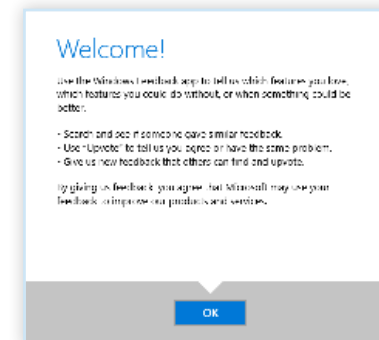 Welcome!
Use the Windows Feedback app to tell us which features you love,
which features you could do without, or when something could be
better.
- Search and see if someone gave similar feedback.
- Use "Upvote" to tell us you agree or have the same problem.
- Give us new feedback that others can find and upvote.
By giving us feedback, you agree that Microsoft may use your
feedback to improve our products and services.
OK